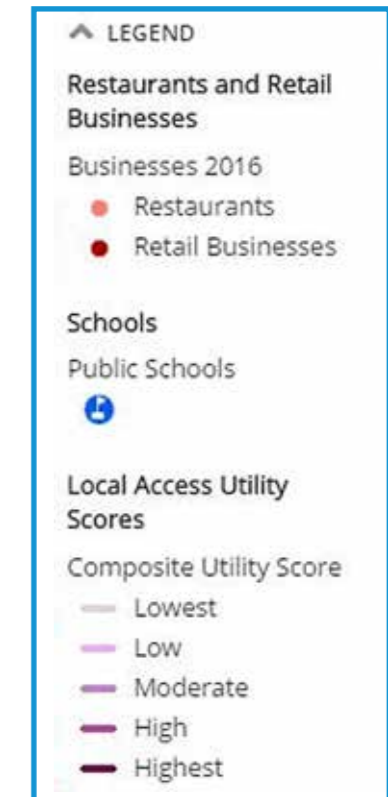 LEGEND
Restaurants and Retail
Businesses
Businesses 2016
Restaurants
Retail Businesses
Schools
Public Schools
Local Access Utility
Scores
Composite Utility Score
Lowest
Low
Moderate
High
Highest